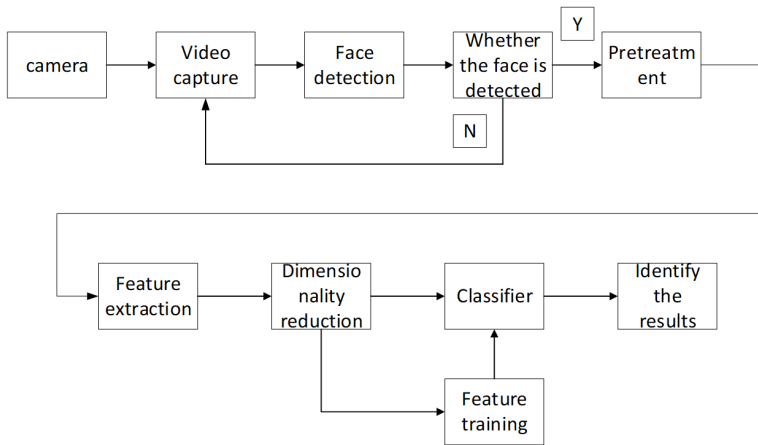 camera
Video
capture
Face
detection
Whether
the face is
detected
Y
N
Pretreatm
ent
Feature
extraction
Dimensio
nality
reduction
Classifier
Identify
the
results
Feature
training